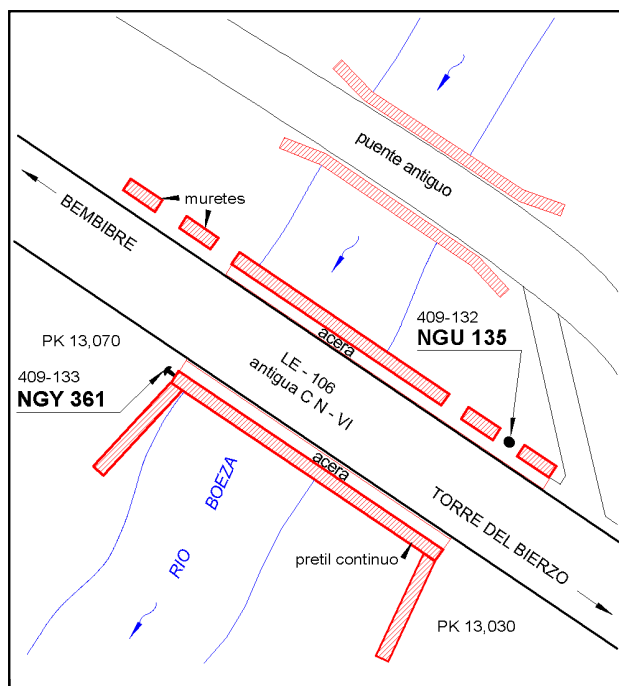 puente antiguo
muretes
BEMBIBRE
409-132
NGU 135
acera
PK 13,070
LE - 106
antigua C N - VI
409-133
NGY 361
acera
RIO BOEZA
TORRE DEL BIERZO
pretil continuo
PK 13,030